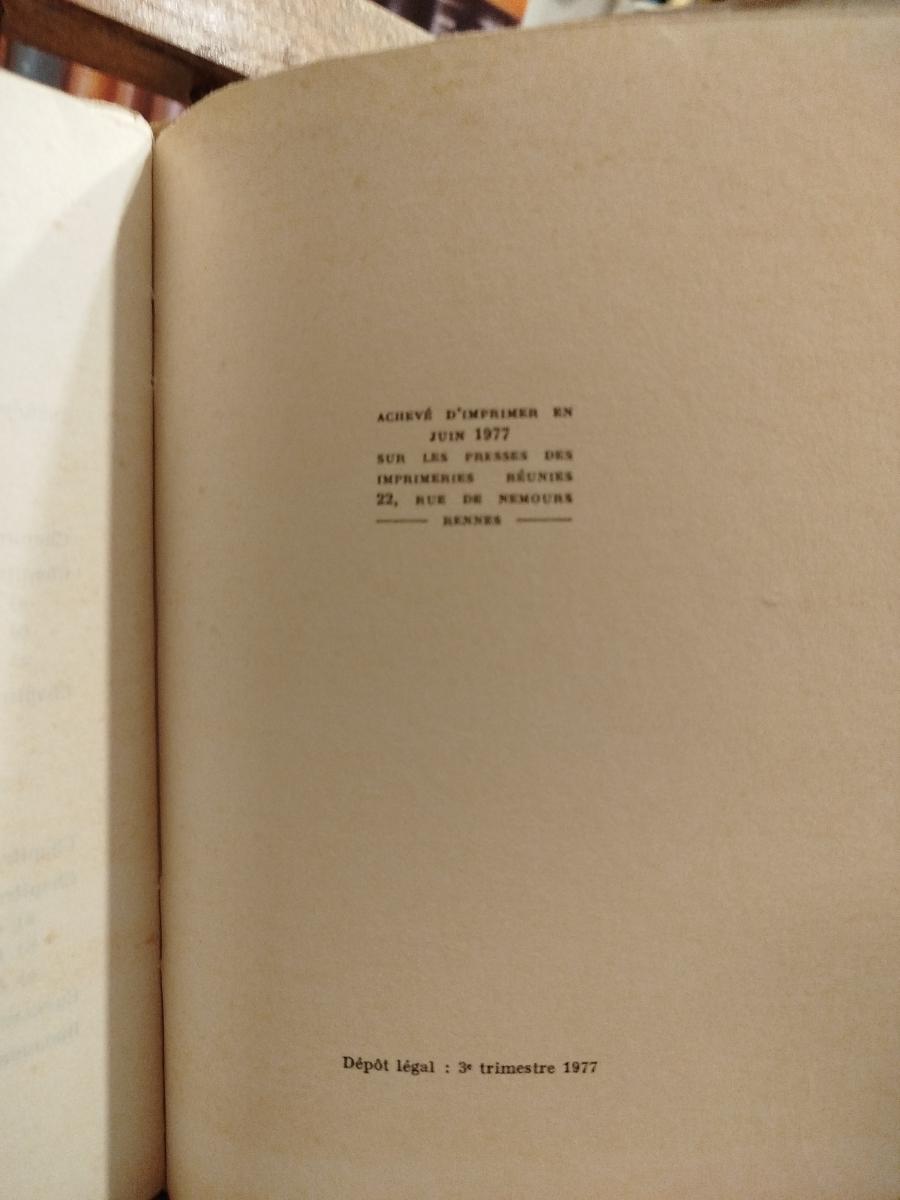 ACHEVÉ D'IMPRIMER EN
JUIN 1977
SUR LES PRESSES DES
IMPRIMERIES RÉUNIES
22, RUE DE NEMOURS
RENNES
Dépôt légal : 3e trimestre 1977